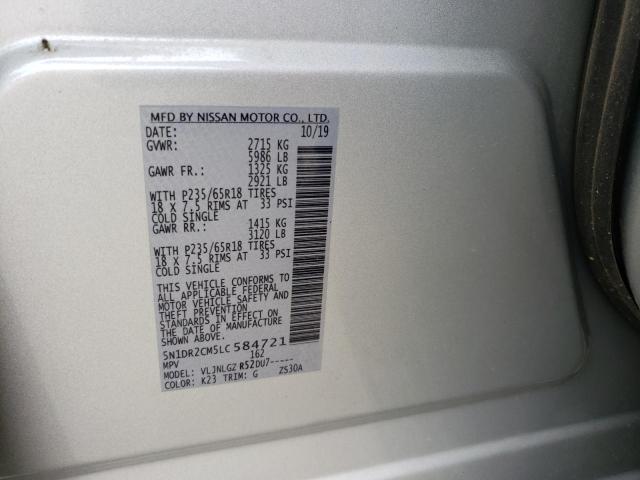 MFD BY NISSAN MOTOR CO., LTD.
DATE: 10/19
GVWR: 2715 KG
5986 LB
GAWR FR.: 1325 KG
2921 LB
WITH P235/65R18 TIRES
18 X 7.5 RIMS AT 33 PSI
COLD SINGLE
GAWR RR.: 1415 KG
3120 LB
WITH P235/65R18 TIRES
18 X 7.5 RIMS AT 33 PSI
COLD SINGLE
THIS VEHICLE CONFORMS TO
ALL APPLICABLE FEDERAL
MOTOR VEHICLE SAFETY AND
THEFT PREVENTION
STANDARDS IN EFFECT ON
THE DATE OF MANUFACTURE
SHOWN ABOVE.
5N1DR2CM5LC584721
MPV 162
MODEL: VLJNLGZ R52DU7-----
COLOR: K23 TRIM: G ZS30A